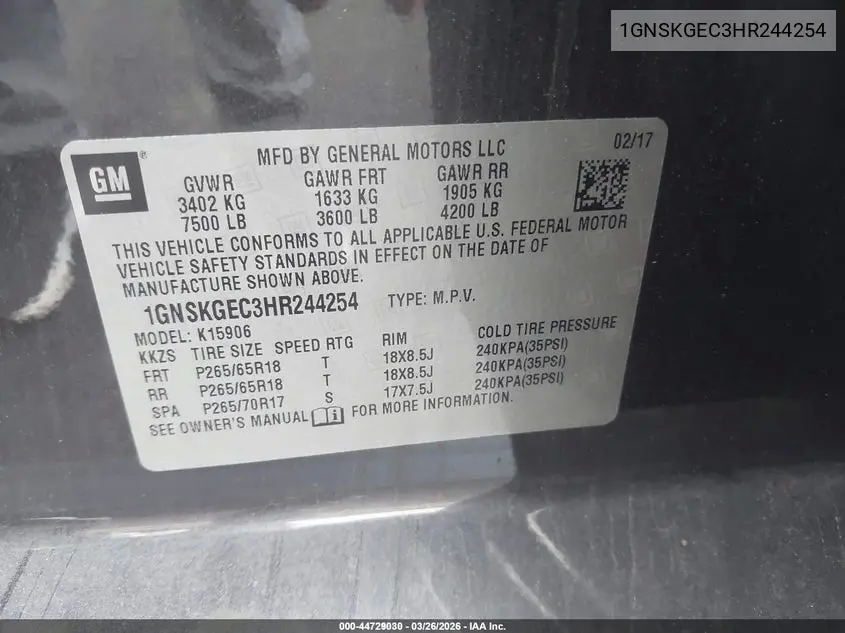 1GNSKGEC3HR244254
GM
MFD BY GENERAL MOTORS LLC
02/17
GVWR GAWR FRT GAWR RR
3402 KG 1633 KG 1905 KG
7500 LB 3600 LB 4200 LB
THIS VEHICLE CONFORMS TO ALL APPLICABLE U.S. FEDERAL MOTOR
VEHICLE SAFETY STANDARDS IN EFFECT ON THE DATE OF
MANUFACTURE SHOWN ABOVE.
1GNSKGEC3HR244254 TYPE: M.P.V.
MODEL: K15906
KKZS TIRE SIZE SPEED RTG RIM COLD TIRE PRESSURE
FRT P265/65R18 T 18X8.5J 240KPA(35PSI)
RR P265/65R18 T 18X8.5J 240KPA(35PSI)
SPA P265/70R17 S 17X7.5J 240KPA(35PSI)
SEE OWNER'S MANUAL FOR MORE INFORMATION.
000-44729030 - 03/26/2026 - IAA Inc.